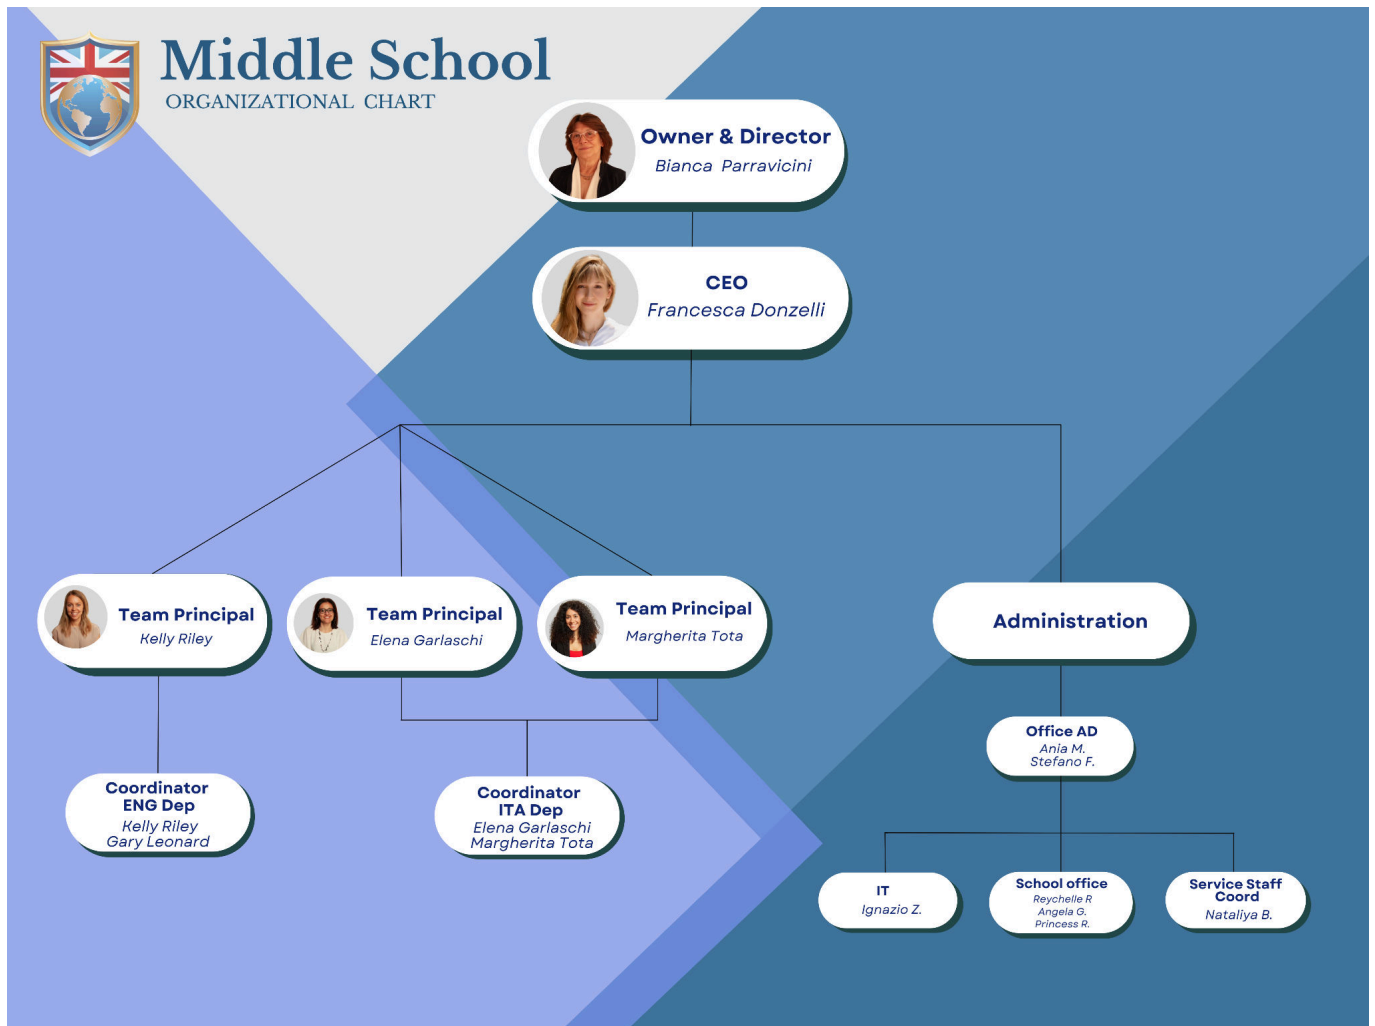 Middle School
ORGANIZATIONAL CHART
Owner & Director
Bianca Parravicini
CEO
Francesca Donzelli
Team Principal
Kelly Riley
Team Principal
Elena Garlaschi
Team Principal
Margherita Tota
Administration
Coordinator
ENG Dep
Kelly Riley
Gary Leonard
Coordinator
ITA Dep
Elena Garlaschi
Margherita Tota
Office AD
Ania M.
Stefano F.
IT
Ignazio Z.
School office
Reychelle R
Angela G.
Princess R.
Service Staff
Coord
Nataliya B.